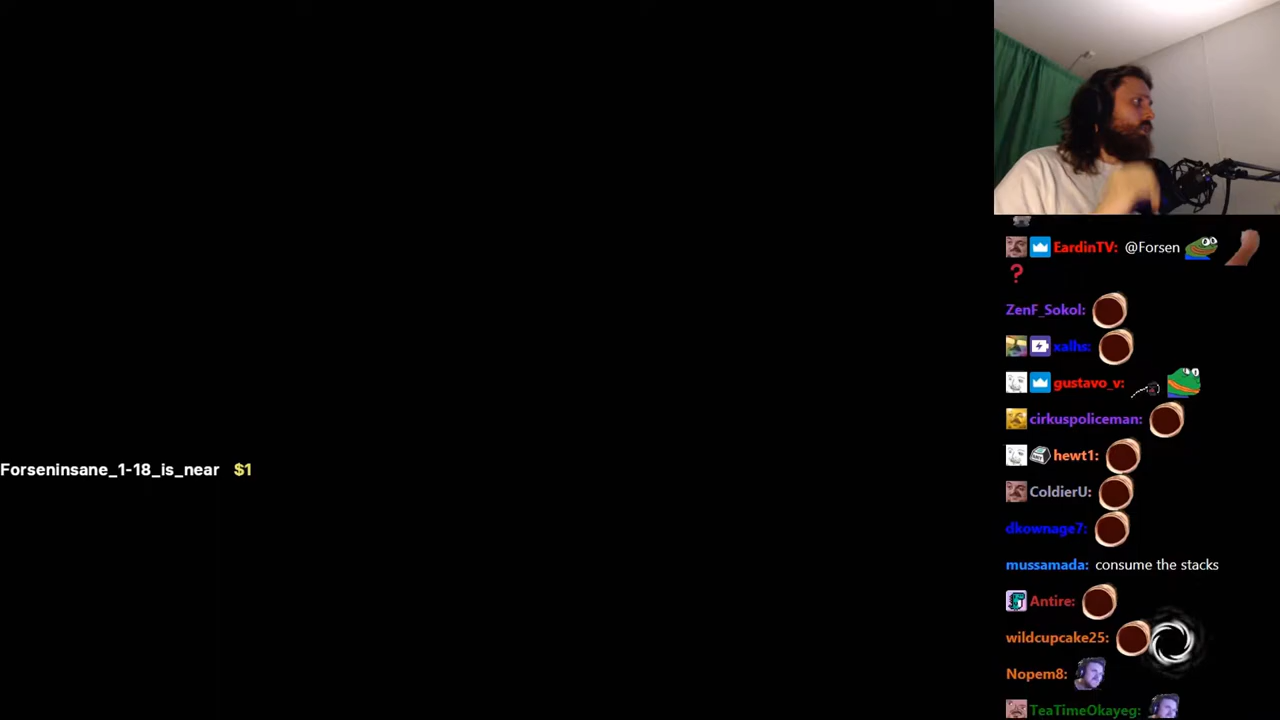 EardinTV: @Forsen
?
ZenF_Sokol:
xalhs:
gustavo_v:
cirkuspoliceman:
hewt1:
Forseninsane_1-18_is_near $1
ColdierU:
dkownage7:
mussamada: consume the stacks
Antire:
wildcupcake25:
Nopem8:
TeaTimeOkayeg: